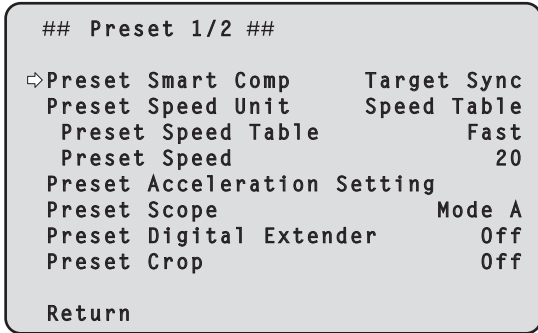 ## Preset 1/2 ##
⇨Preset Smart Comp Target Sync
Preset Speed Unit Speed Table
Preset Speed Table Fast
Preset Speed 20
Preset Acceleration Setting
Preset Scope Mode A
Preset Digital Extender Off
Preset Crop Off
Return